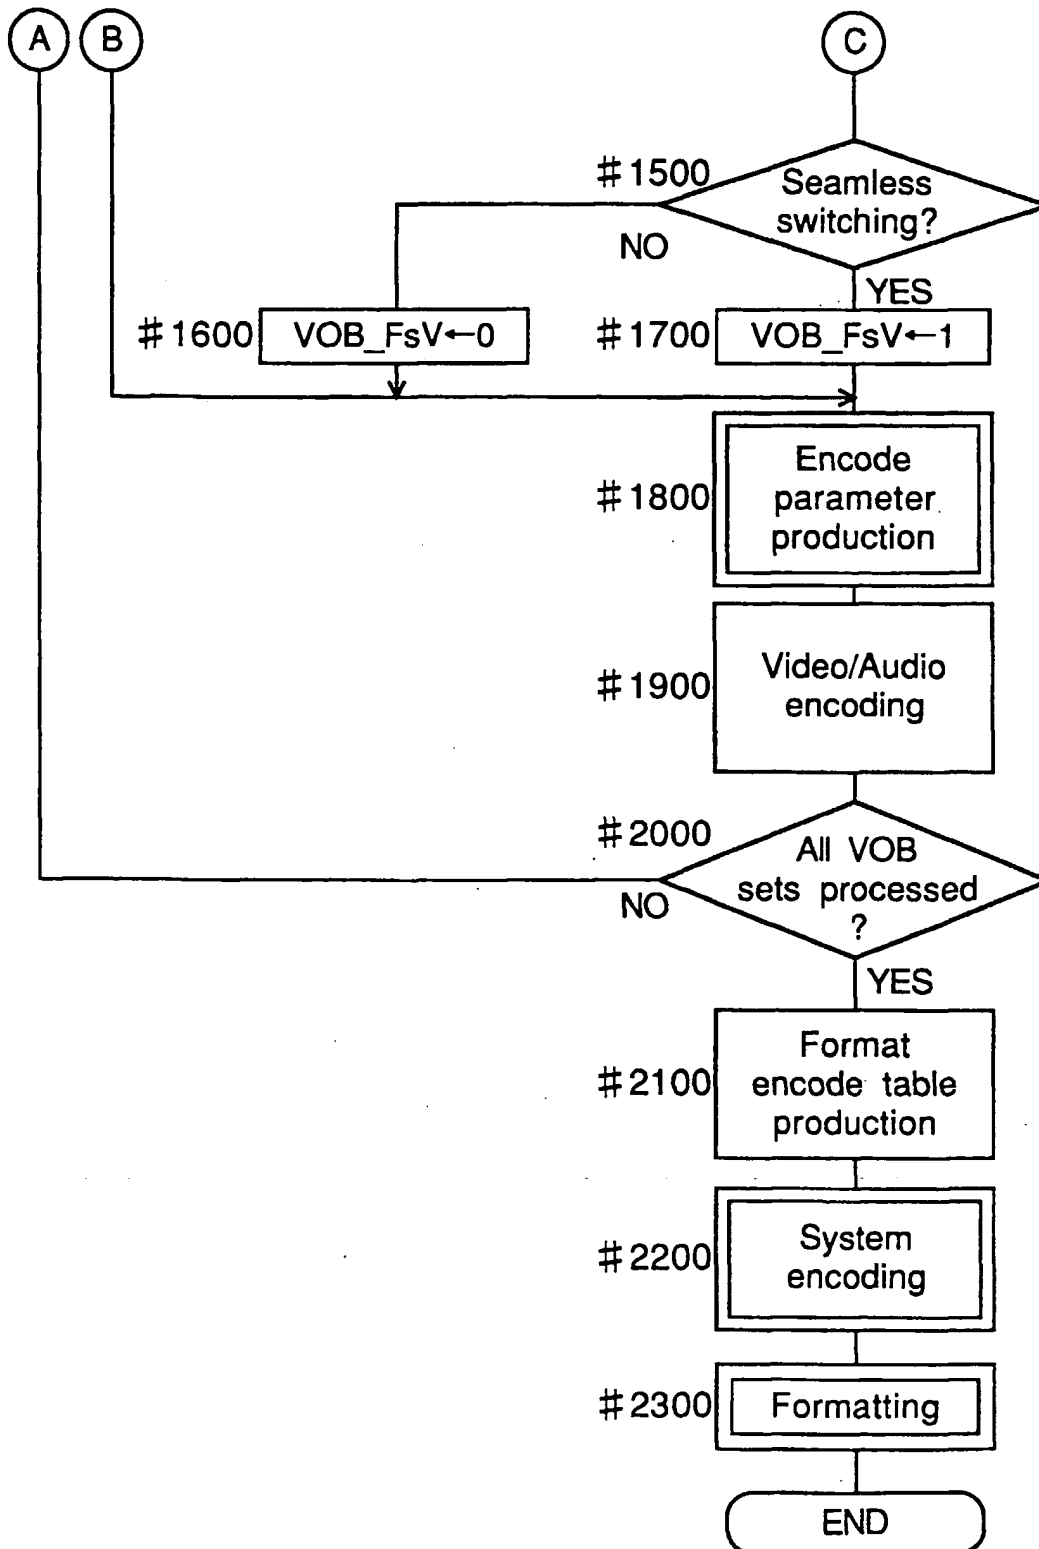 A
B
C
#1500
Seamless
switching?
NO
YES
#1600
VOB_FsV←0
#1700
VOB_FsV←1
#1800
Encode
parameter
production
#1900
Video/Audio
encoding
#2000
All VOB
sets processed
?
NO
YES
#2100
Format
encode table
production
#2200
System
encoding
#2300
Formatting
END